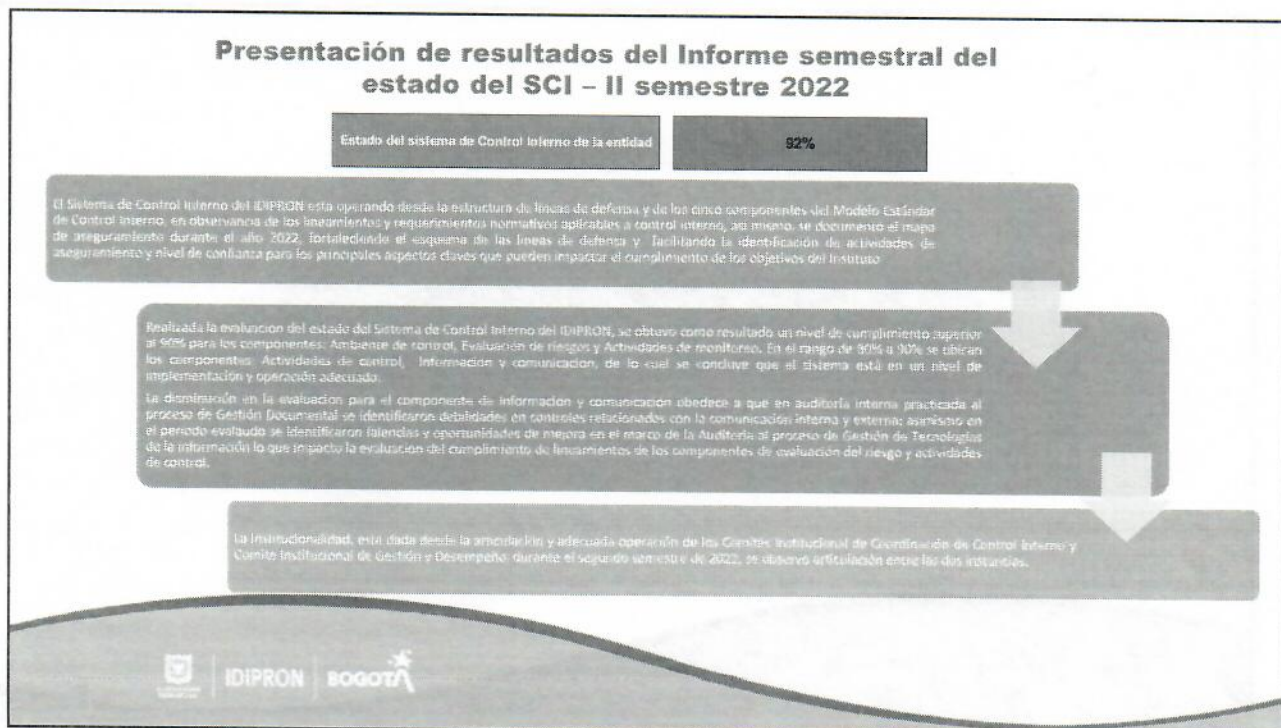 Presentación de resultados del Informe semestral del
estado del SCI – II semestre 2022
Estado del sistema de Control Interno de la entidad
92%
El Sistema de Control Interno del IDIPRON esta operando desde la estructura de lineas de defensa y de los cinco componentes del Modelo Estándar
de Control Interno, en observancia de los lineamientos y requerimientos normativos aplicables a control interno, asi mismo, se documento el mapa
de aseguramiento durante el año 2022, fortaleciendo el esquema de las lineas de defensa y facilitando la identificación de actividades de
aseguramiento y nivel de confianza para los principales aspectos claves que pueden impactar el cumplimiento de los objetivos del Instituto
Realizada la evaluacion del estado del Sistema de Control Interno del IDIPRON, se obtuvo como resultado un nivel de cumplimiento superior
al 90% para los componentes: Ambiente de control, Evaluación de riesgos y Actividades de monitoreo. En el rango de 80% a 90% se ubican
los componentes: Actividades de control, Informacion y comunicacion, de lo cual se concluye que el sistema está en un nivel de
implementación y operación adecuado.
La disminución en la evaluacion para el componente de informacion y comunicación obedece a que en auditoría interna practicada al
proceso de Gestión Documental se identificaron debilidades en controles relacionados con la comunicación interna y externa; asimismo en
el periodo evaluado se identificaron falencias y oportunidades de mejora en el marco de la Auditoria al proceso de Gestión de Tecnologías
de la información lo que impacto la evaluación del cumplimiento de lineamientos de los componentes de evaluación del riesgo y actividades
de control.
La Institucionalidad, esta dada desde la articulación y adecuada operación de los Comites Institucional de Coordinación de Control Interno y
Comite Institucional de Gestión y Desempeño, durante el segundo semestre de 2022, se observo articulación entre las dos instancias.
IDIPRON
BOGOTÁ